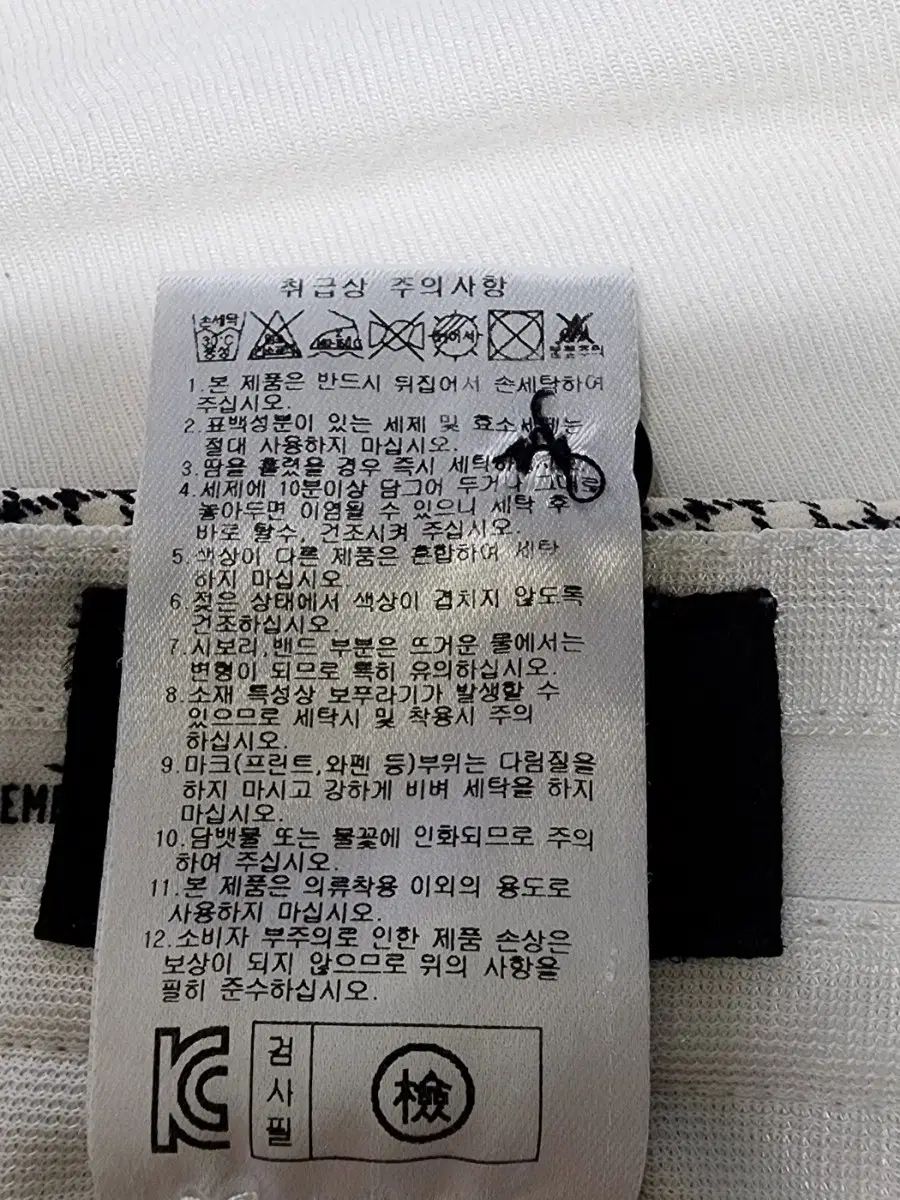 취급상 주의사항
손세탁
30°C
중성
1.본 제품은 반드시 뒤집어서 손세탁하여
주십시오.
2.표백성분이 있는 세제 및 효소세제는
절대 사용하지 마십시오.
3.땀을 흘렸을 경우 즉시
4.세제에 10분이상 담그어 두거나 그대로
놓아두면 이염될 수 있으니 세탁 후
바로 탈수, 건조시켜 주십시오.
5.색상이 다른 제품은 혼합하여 세탁
하지 마십시오.
6.젖은 상태에서 색상이 겹치지 않도록
건조하십시오.
7.시보리,밴드 부분은 뜨거운 물에서는
변형이 되므로 특히 유의하십시오.
8.소재 특성상 보푸라기가 발생할 수
있으므로 세탁시 및 착용시 주의
하십시오.
9.마크(프린트,와펜 등)부위는 다림질을
하지 마시고 강하게 비벼 세탁을 하지
마십시오.
10.담뱃불 또는 불꽃에 인화되므로 주의
하여 주십시오.
11.본 제품은 의류착용 이외의 용도로
사용하지 마십시오.
12.소비자 부주의로 인한 제품 손상은
보상이 되지 않으므로 위의 사항을
필히 준수하십시오.
KC
검사필
檢
EM